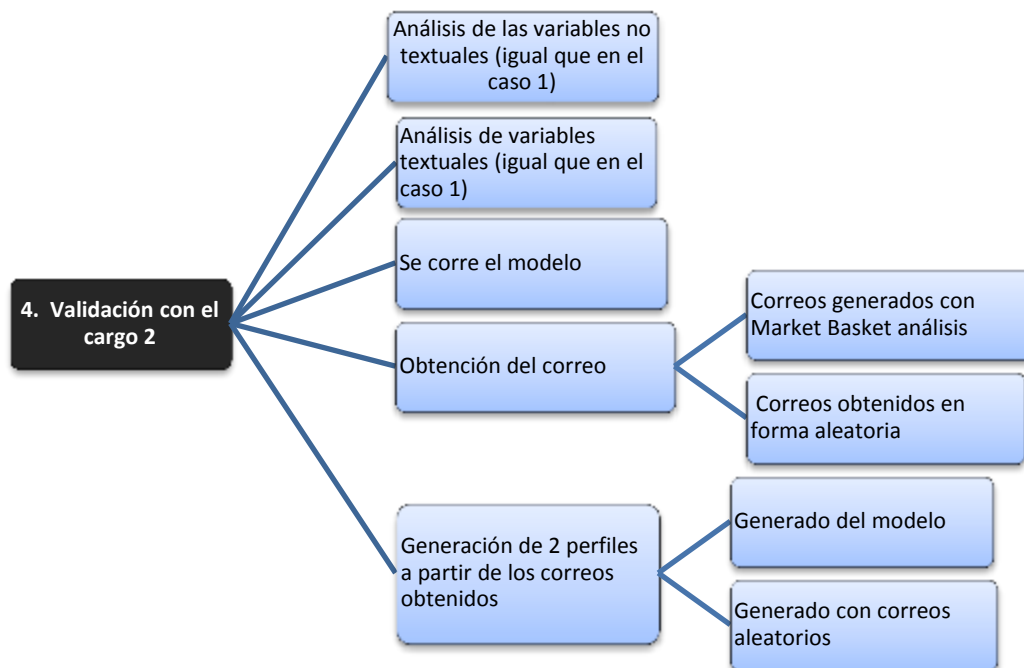 Análisis de las variables no
textuales (igual que en el
caso 1)
Análisis de variables
textuales (igual que en el
caso 1)
Se corre el modelo
4. Validación con el
cargo 2
Obtención del correo
Correos generados con
Market Basket análisis
Correos obtenidos en
forma aleatoria
Generación de 2 perfiles
a partir de los correos
obtenidos
Generado del modelo
Generado con correos
aleatorios